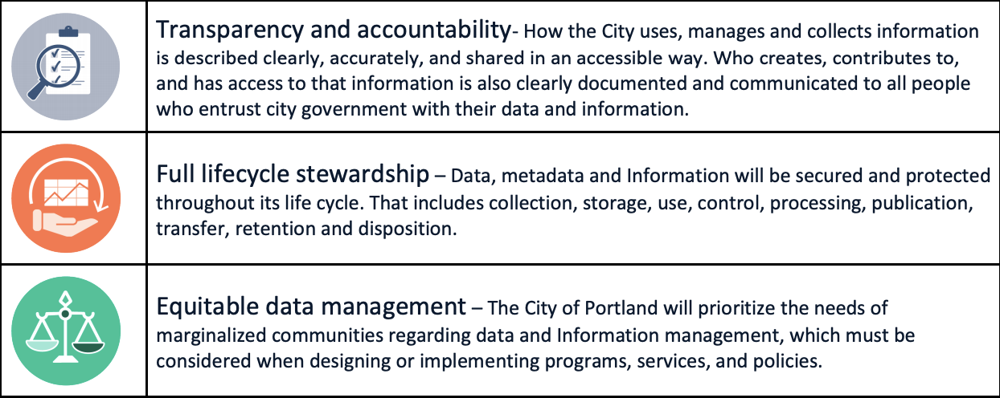 Transparency and accountability- How the City uses, manages and collects information
is described clearly, accurately, and shared in an accessible way. Who creates, contributes to,
and has access to that information is also clearly documented and communicated to all people
who entrust city government with their data and information.
Full lifecycle stewardship – Data, metadata and Information will be secured and protected
throughout its life cycle. That includes collection, storage, use, control, processing, publication,
transfer, retention and disposition.
Equitable data management – The City of Portland will prioritize the needs of
marginalized communities regarding data and Information management, which must be
considered when designing or implementing programs, services, and policies.